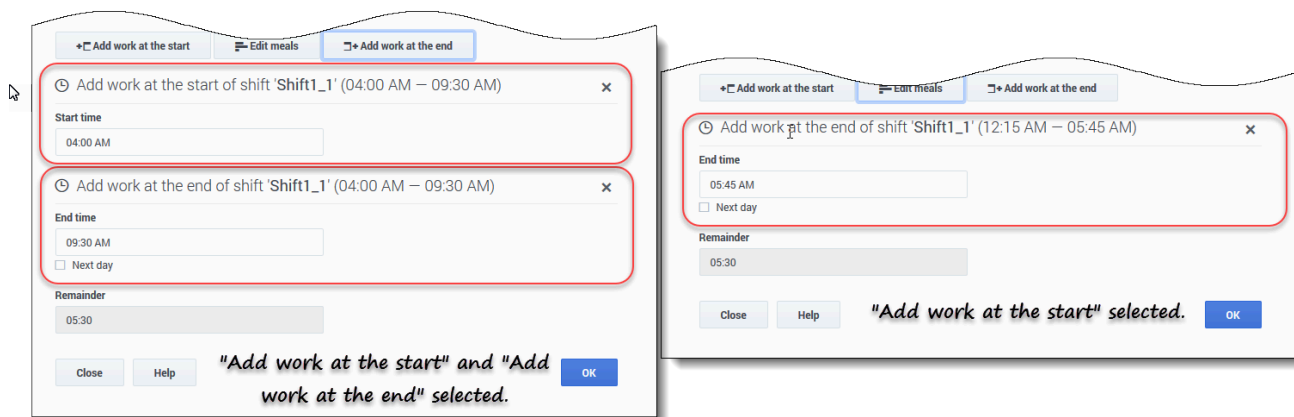 Add work at the start
Edit meals
Add work at the end
Add work at the start of shift 'Shift1_1' (04:00 AM — 09:30 AM)
Start time
04:00 AM
Add work at the end of shift 'Shift1_1' (04:00 AM — 09:30 AM)
End time
09:30 AM
Next day
Remainder
05:30
Close
Help
"Add work at the start" and "Add
work at the end" selected.
OK
Add work at the start
Edit meals
Add work at the end
Add work at the end of shift 'Shift1_1' (12:15 AM — 05:45 AM)
End time
05:45 AM
Next day
Remainder
05:30
Close
Help
"Add work at the start" selected.
OK